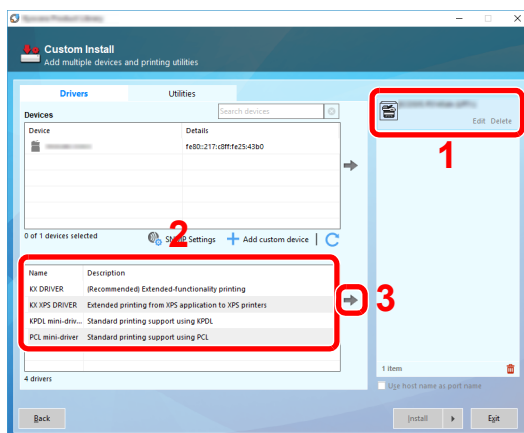 Custom Install
Add multiple devices and printing utilities
Drivers
Utilities
Devices
Search devices
Device
Details
fe80::217:c8ff:fe25:43b0
0 of 1 devices selected
Settings
Add custom device
2
Name
Description
KX DRIVER
(Recommended) Extended-functionality printing
KX XPS DRIVER
Extended printing from XPS application to XPS printers
KPDL mini-driv...
Standard printing support using KPDL
PCL mini-driver
Standard printing support using PCL
4 drivers
3
Edit Delete
1
1 item
Use host name as port name
Back
Install
Exit